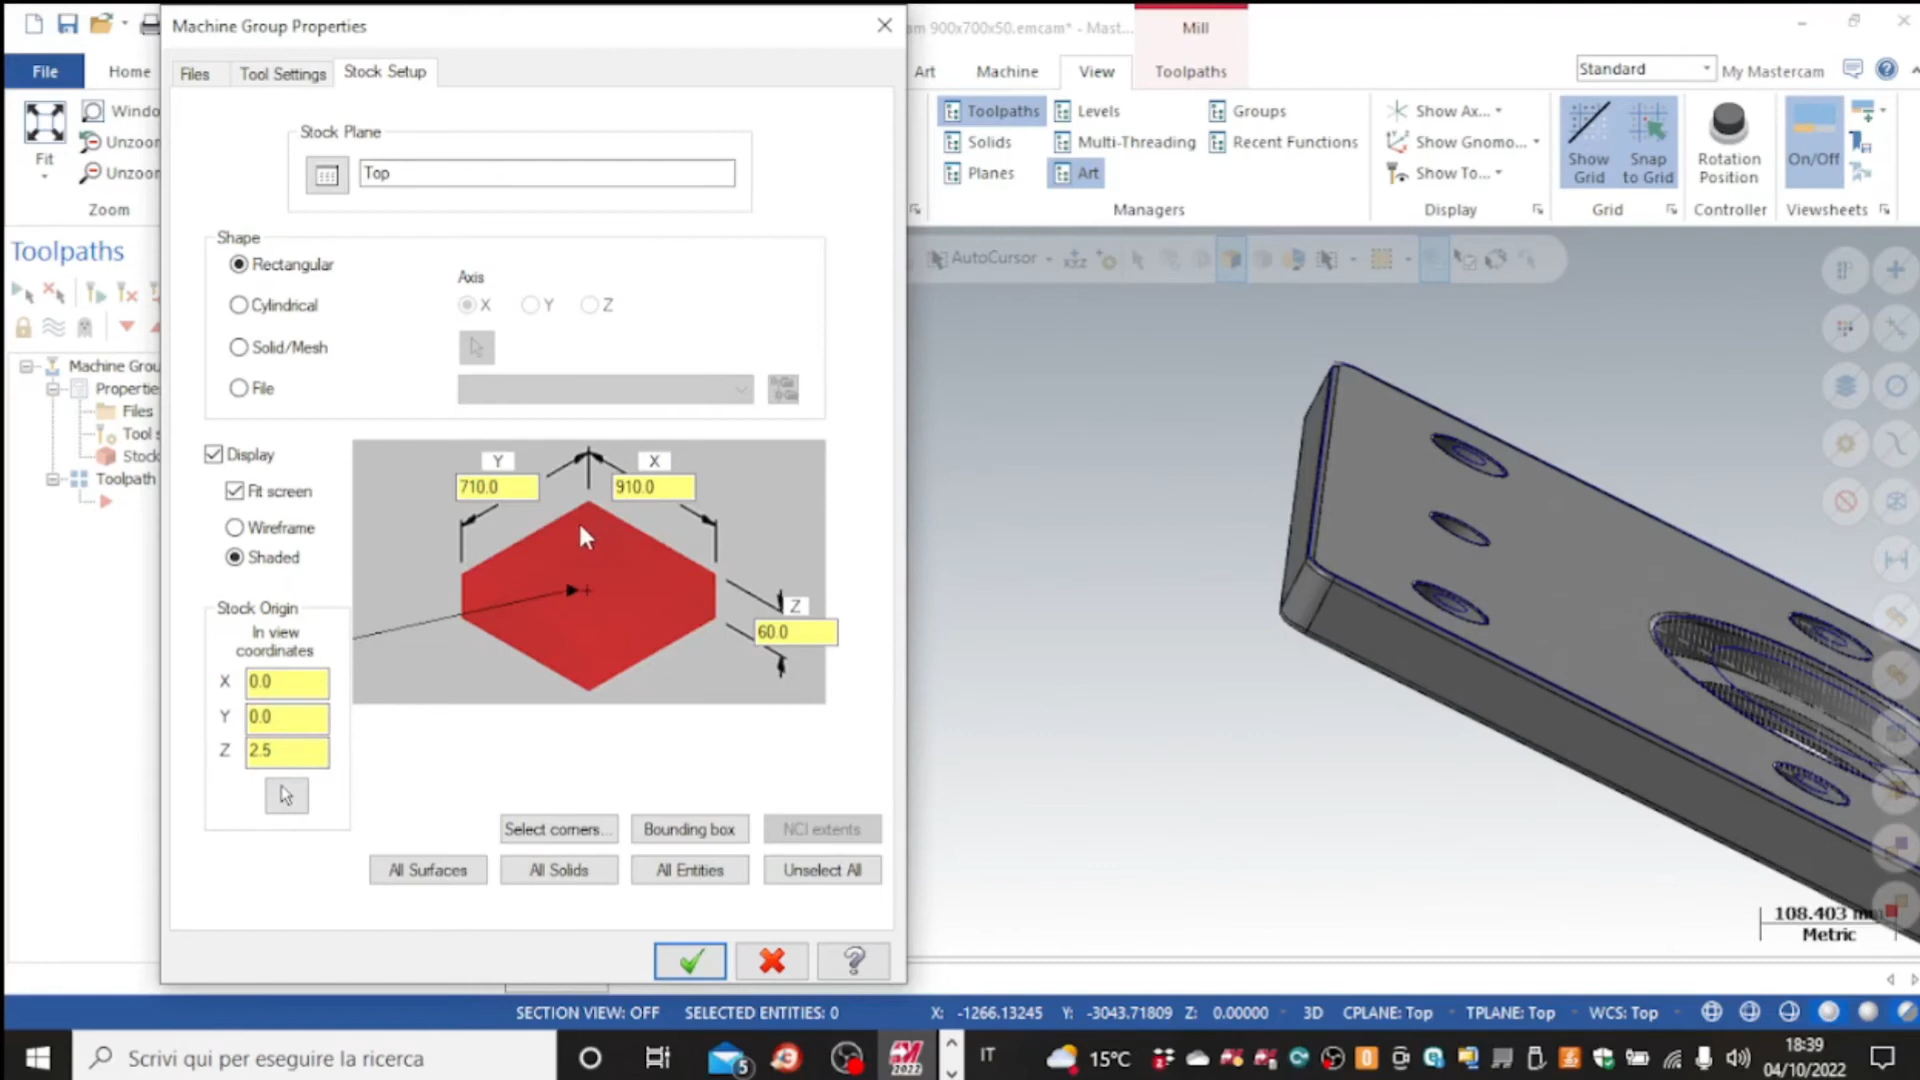 Machine Group Properties
am 900x700x50.emcam* - Mast...
Mill
File
Home
Art
Machine
View
Toolpaths
Standard
My Mastercam
Files
Tool Settings
Stock Setup
Fit
Windo
Unzoor
Unzoo
Zoom
Toolpaths
Levels
Groups
Solids
Multi-Threading
Recent Functions
Planes
Art
Managers
Show Ax...
Show Gnomo...
Show To...
Display
Show Grid
Snap to Grid
Grid
Rotation Position
Controller
On/Off
Viewsheets
Toolpaths
Machine Grou
Propertie
Files
Tool s
Stock
Toolpath
AutoCursor
Stock Plane
Top
Shape
Rectangular
Cylindrical
Solid/Mesh
File
Axis
X
Y
Z
Display
Fit screen
Wireframe
Shaded
Y
710.0
X
910.0
Z
60.0
Stock Origin
In view
coordinates
X 0.0
Y 0.0
Z 2.5
Select corners...
Bounding box
NCI extents
All Surfaces
All Solids
All Entities
Unselect All
108.403 mm
Metric
SECTION VIEW: OFF SELECTED ENTITIES: 0 X: -1266.13245 Y: -3043.71809 Z: 0.00000 3D CPLANE: Top TPLANE: Top WCS: Top
Scrivi qui per eseguire la ricerca
5
2022
IT
15°C
18:39
04/10/2022